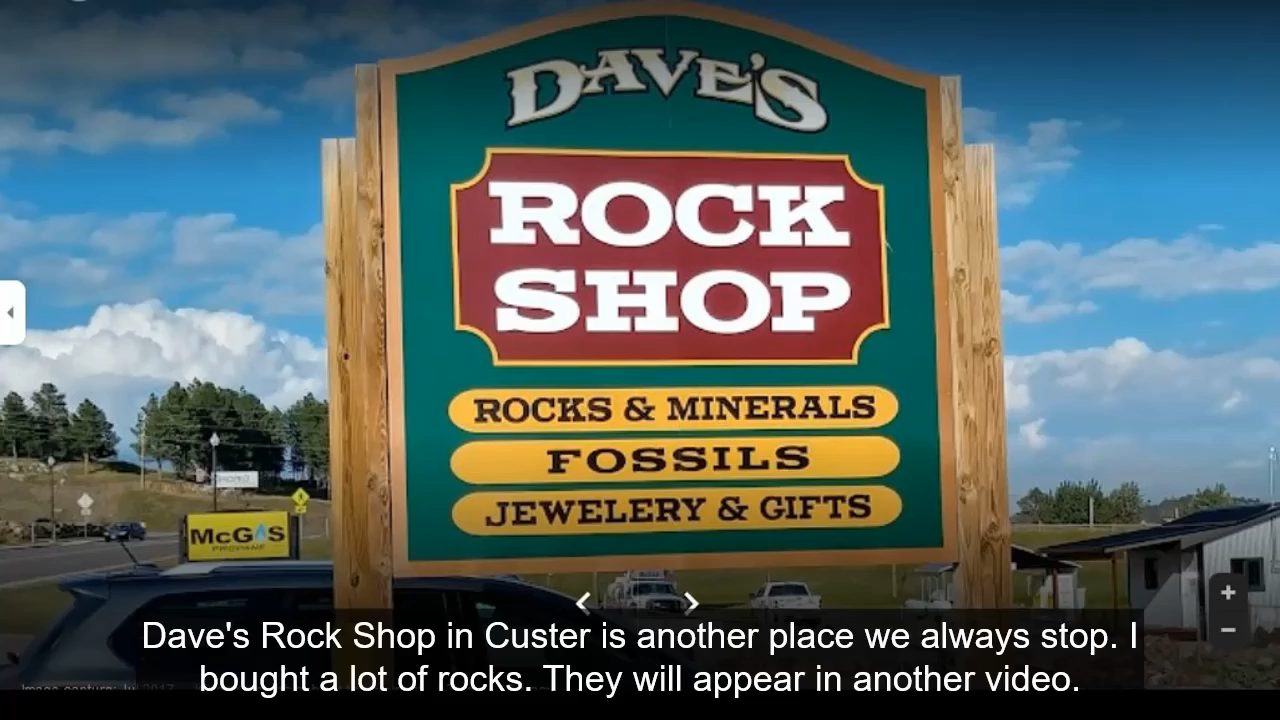 DAVE'S
ROCK
SHOP
ROCKS & MINERALS
FOSSILS
JEWELERY & GIFTS
McGAS
PROPANE
Dave's Rock Shop in Custer is another place we always stop. I
bought a lot of rocks. They will appear in another video.